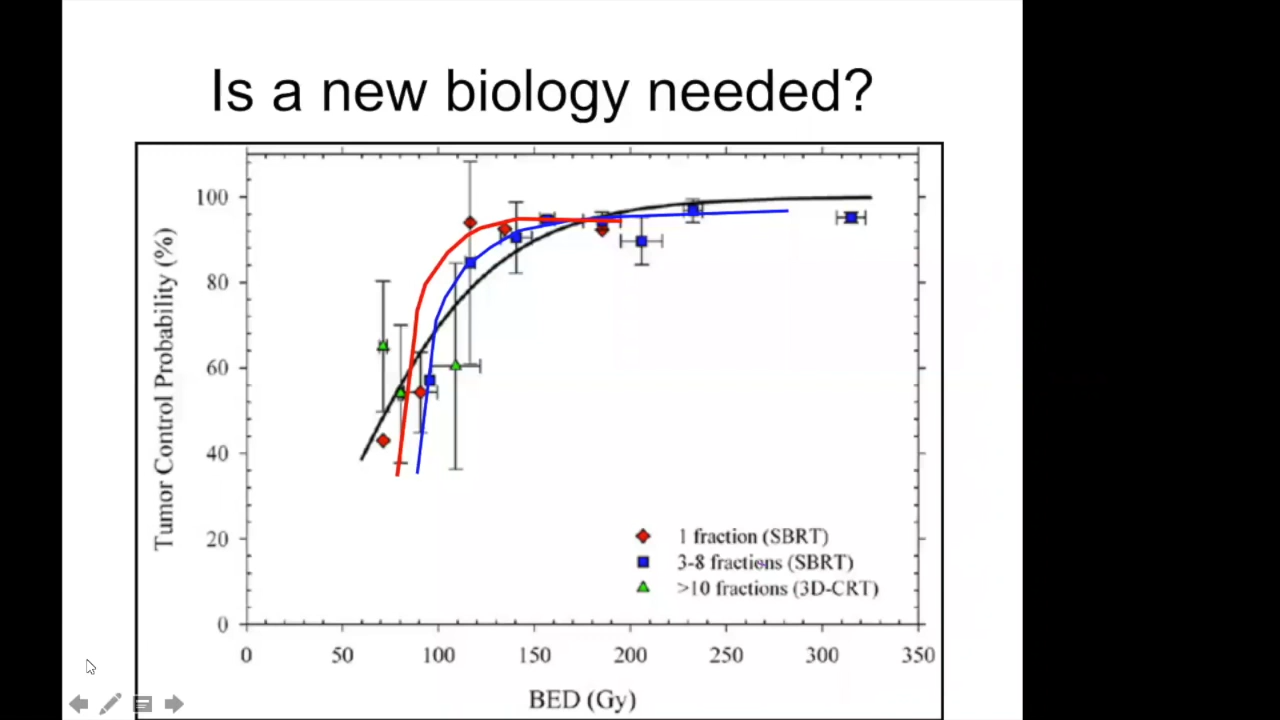 Is a new biology needed?
Tumor Control Probability (%)
100
80
60
40
20
0
1 fraction (SBRT)
3-8 fractions (SBRT)
>10 fractions (3D-CRT)
0 50 100 150 200 250 300 350
BED (Gy)